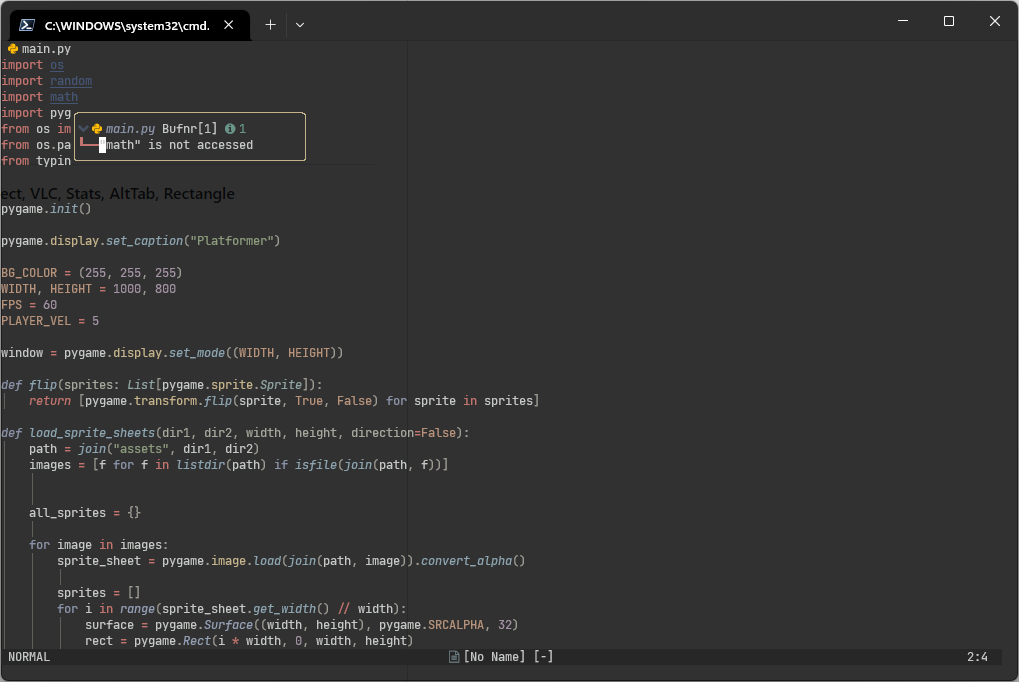 C:\WINDOWS\system32\cmd.
main.py
import os
import random
import math
import pyg
from os im
from os.pa
from typin
main.py Bufnr[1] 1
"math" is not accessed
ect, VLC, Stats, AltTab, Rectangle
pygame.init()
pygame.display.set_caption("Platformer")
BG_COLOR = (255, 255, 255)
WIDTH, HEIGHT = 1000, 800
FPS = 60
PLAYER_VEL = 5
window = pygame.display.set_mode((WIDTH, HEIGHT))
def flip(sprites: List[pygame.sprite.Sprite]):
    return [pygame.transform.flip(sprite, True, False) for sprite in sprites]
def load_sprite_sheets(dir1, dir2, width, height, direction=False):
    path = join("assets", dir1, dir2)
    images = [f for f in listdir(path) if isfile(join(path, f))]
    all_sprites = {}
    for image in images:
        sprite_sheet = pygame.image.load(join(path, image)).convert_alpha()
        sprites = []
        for i in range(sprite_sheet.get_width() // width):
            surface = pygame.Surface((width, height), pygame.SRCALPHA, 32)
            rect = pygame.Rect(i * width, 0, width, height)
NORMAL [No Name] [-] 2:4